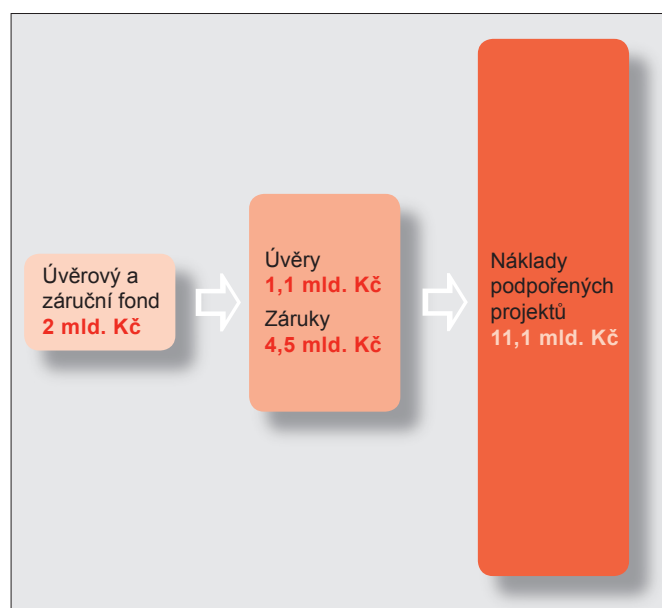 Úvěrový a
záruční fond
2 mld. Kč
Úvěry
1,1 mld. Kč
Záruky
4,5 mld. Kč
Náklady
podpořených
projektů
11,1 mld. Kč